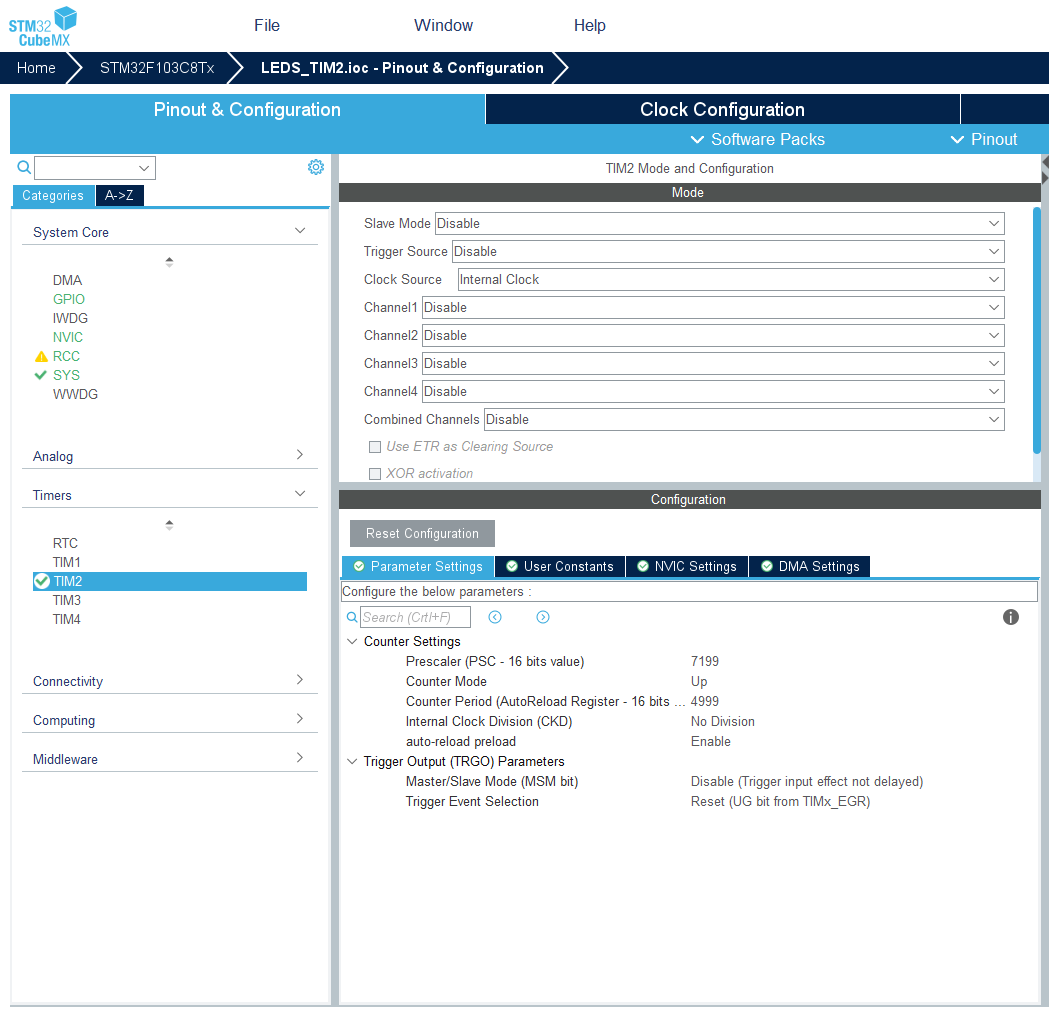 STM32
CubeMX
File Window Help
Home STM32F103C8Tx LEDS_TIM2.ioc - Pinout & Configuration
Pinout & Configuration Clock Configuration
Software Packs Pinout
Categories A->Z
System Core
DMA
GPIO
IWDG
NVIC
RCC
SYS
WWDG
Analog
Timers
RTC
TIM1
TIM2
TIM3
TIM4
Connectivity
Computing
Middleware
TIM2 Mode and Configuration
Mode
Slave Mode Disable
Trigger Source Disable
Clock Source Internal Clock
Channel1 Disable
Channel2 Disable
Channel3 Disable
Channel4 Disable
Combined Channels Disable
Use ETR as Clearing Source
XOR activation
Configuration
Reset Configuration
Parameter Settings User Constants NVIC Settings DMA Settings
Configure the below parameters :
Search (Crtl+F)
Counter Settings
Prescaler (PSC - 16 bits value) 7199
Counter Mode Up
Counter Period (AutoReload Register - 16 bits ... 4999
Internal Clock Division (CKD) No Division
auto-reload preload Enable
Trigger Output (TRGO) Parameters
Master/Slave Mode (MSM bit) Disable (Trigger input effect not delayed)
Trigger Event Selection Reset (UG bit from TIMx_EGR)